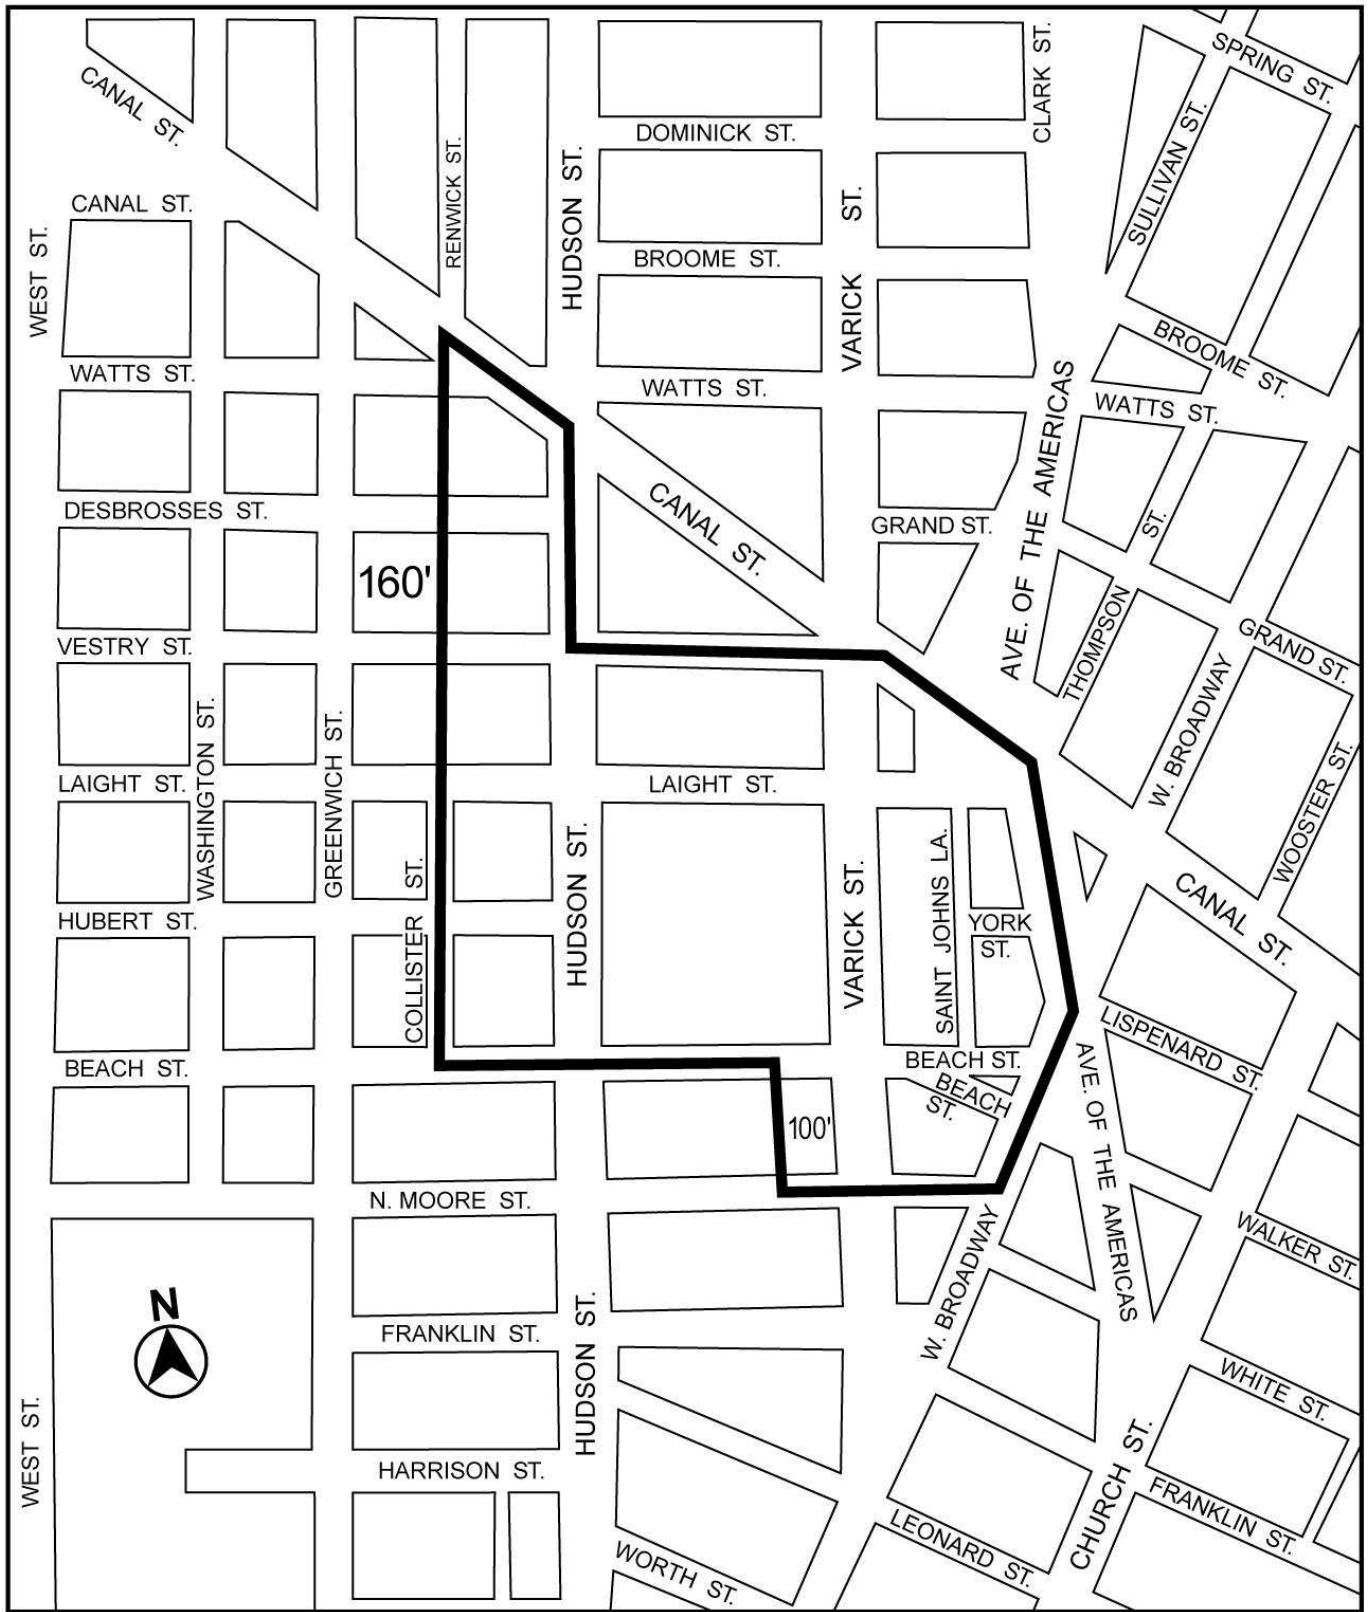 SPRING ST.
CLARK ST.
CANAL ST.
SULLIVAN ST.
DOMINICK ST.
RENWICK ST.
HUDSON ST.
VARICK ST.
CANAL ST.
WEST ST.
BROOME ST.
BROOME ST.
WATTS ST.
WATTS ST.
WATTS ST.
AVE. OF THE AMERICAS
DESBROSSES ST.
CANAL ST.
GRAND ST.
THOMPSON ST.
160'
VESTRY ST.
GRAND ST.
W. BROADWAY
WASHINGTON ST.
GREENWICH ST.
LAIGHT ST.
LAIGHT ST.
WOOSTER ST.
COLLISTER ST.
HUDSON ST.
VARICK ST.
SAINT JOHNS LA.
CANAL ST.
HUBERT ST.
YORK
ST.
LISPENARD ST.
BEACH ST.
BEACH ST.
BEACH
ST.
AVE. OF THE AMERICAS
100'
N. MOORE ST.
W. BROADWAY
WALKER ST.
N
FRANKLIN ST.
HUDSON ST.
WEST ST.
WHITE ST.
HARRISON ST.
CHURCH ST.
FRANKLIN ST.
LEONARD ST.
WORTH ST.